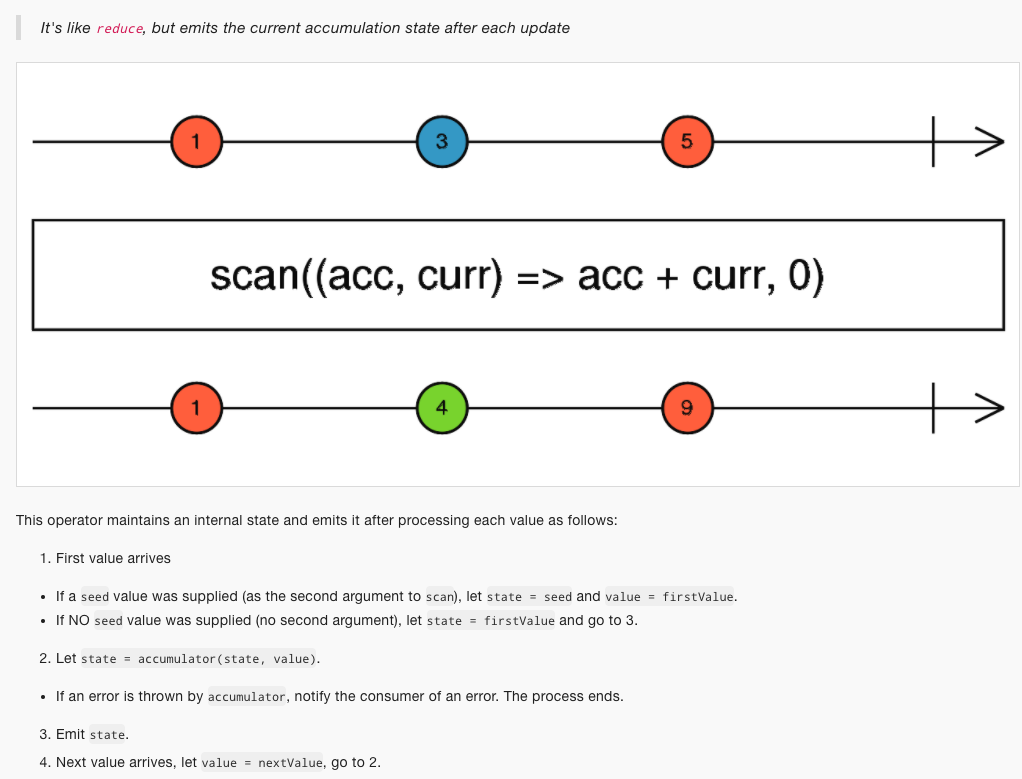 It's like reduce, but emits the current accumulation state after each update
1 3 5
scan((acc, curr) => acc + curr, 0)
1 4 9
This operator maintains an internal state and emits it after processing each value as follows:
1. First value arrives
• If a seed value was supplied (as the second argument to scan), let state = seed and value = firstValue.
• If NO seed value was supplied (no second argument), let state = firstValue and go to 3.
2. Let state = accumulator(state, value).
• If an error is thrown by accumulator, notify the consumer of an error. The process ends.
3. Emit state.
4. Next value arrives, let value = nextValue, go to 2.